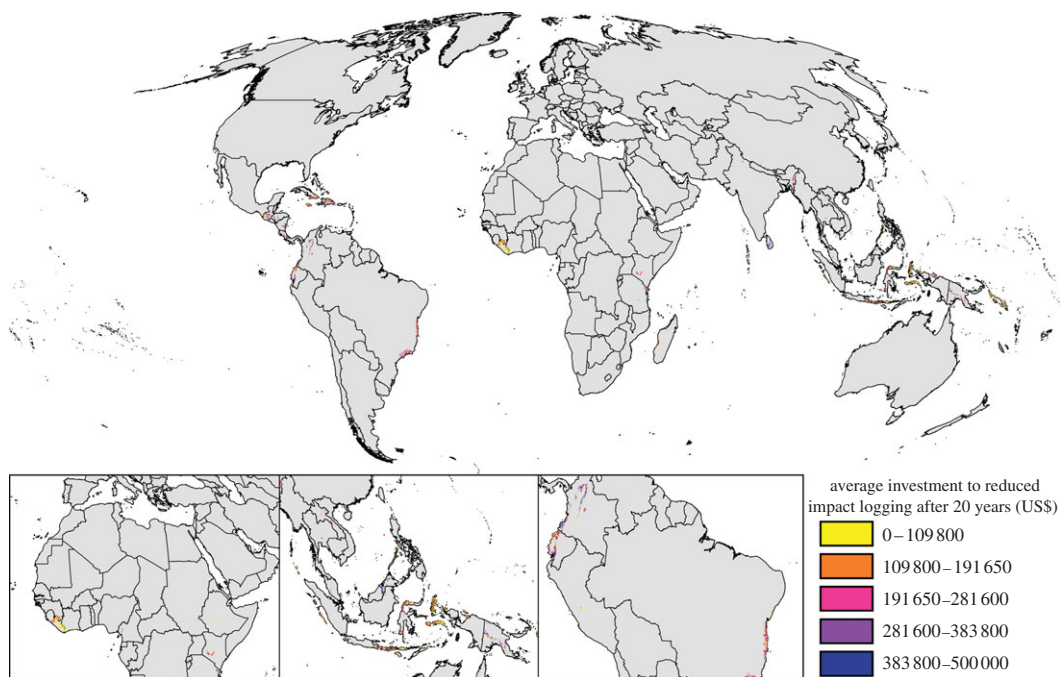 average investment to reduced
impact logging after 20 years (US$)
0–109 800
109 800–191 650
191 650–281 600
281 600–383 800
383 800–500 000